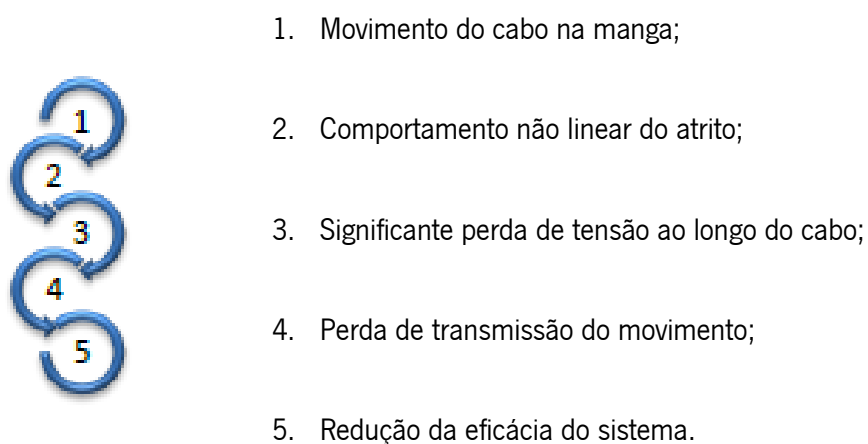 1. Movimento do cabo na manga;
1
2. Comportamento não linear do atrito;
2
3. Significante perda de tensão ao longo do cabo;
3
4
4. Perda de transmissão do movimento;
5
5. Redução da eficácia do sistema.